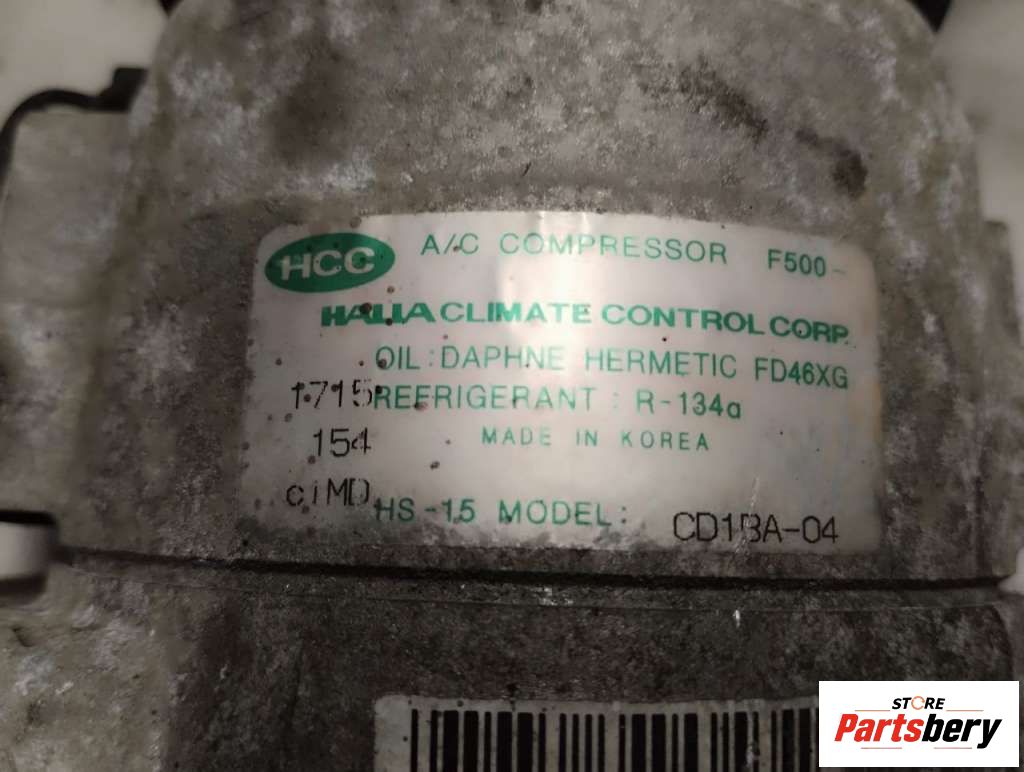 HCC
A/C COMPRESSOR F500-
HALLA CLIMATE CONTROL CORP.
OIL : DAPHNE HERMETIC FD46XG
1715 REFRIGERANT : R-134a
154 MADE IN KOREA
HS-15 MODEL: CD1BA-04
STORE
Partsbery